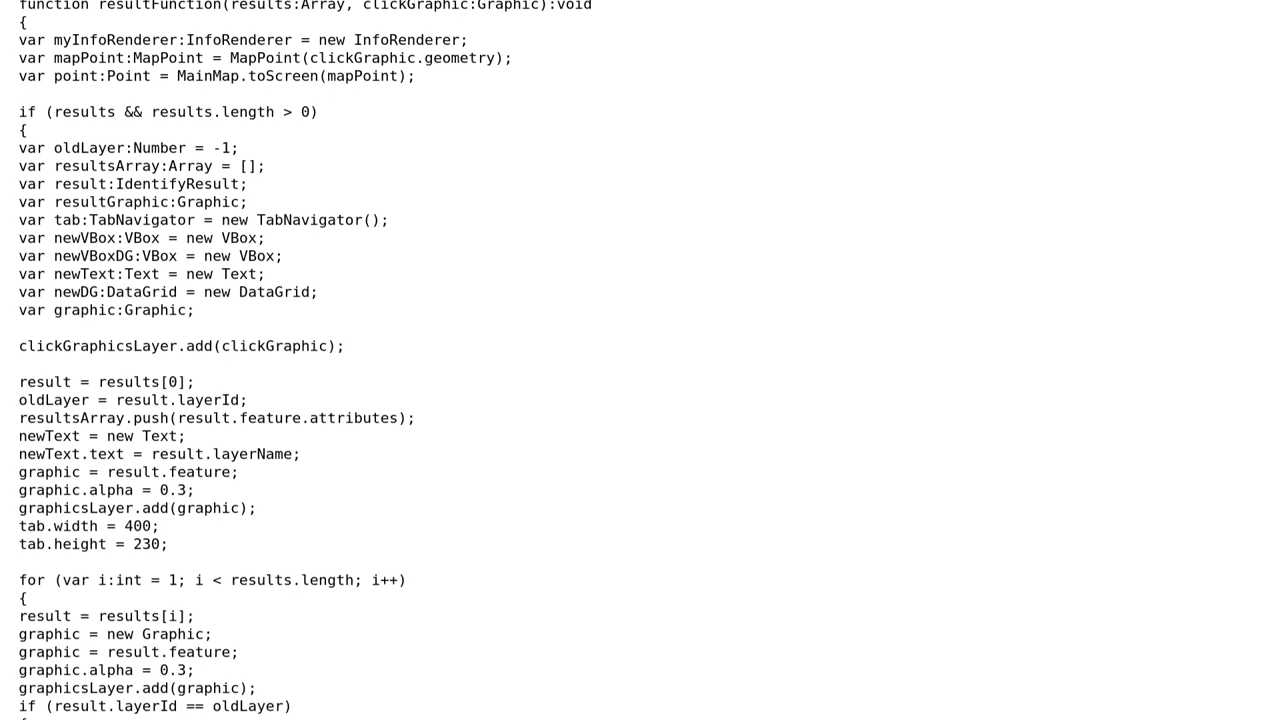 function resultFunction(results:Array, clickGraphic:Graphic):void
{
var myInfoRenderer:InfoRenderer = new InfoRenderer;
var mapPoint:MapPoint = MapPoint(clickGraphic.geometry);
var point:Point = MainMap.toScreen(mapPoint);

if (results && results.length > 0)
{
var oldLayer:Number = -1;
var resultsArray:Array = [];
var result:IdentifyResult;
var resultGraphic:Graphic;
var tab:TabNavigator = new TabNavigator();
var newVBox:VBox = new VBox;
var newVBoxDG:VBox = new VBox;
var newText:Text = new Text;
var newDG:DataGrid = new DataGrid;
var graphic:Graphic;

clickGraphicsLayer.add(clickGraphic);

result = results[0];
oldLayer = result.layerId;
resultsArray.push(result.feature.attributes);
newText = new Text;
newText.text = result.layerName;
graphic = result.feature;
graphic.alpha = 0.3;
graphicsLayer.add(graphic);
tab.width = 400;
tab.height = 230;

for (var i:int = 1; i < results.length; i++)
{
result = results[i];
graphic = new Graphic;
graphic = result.feature;
graphic.alpha = 0.3;
graphicsLayer.add(graphic);
if (result.layerId == oldLayer)
{